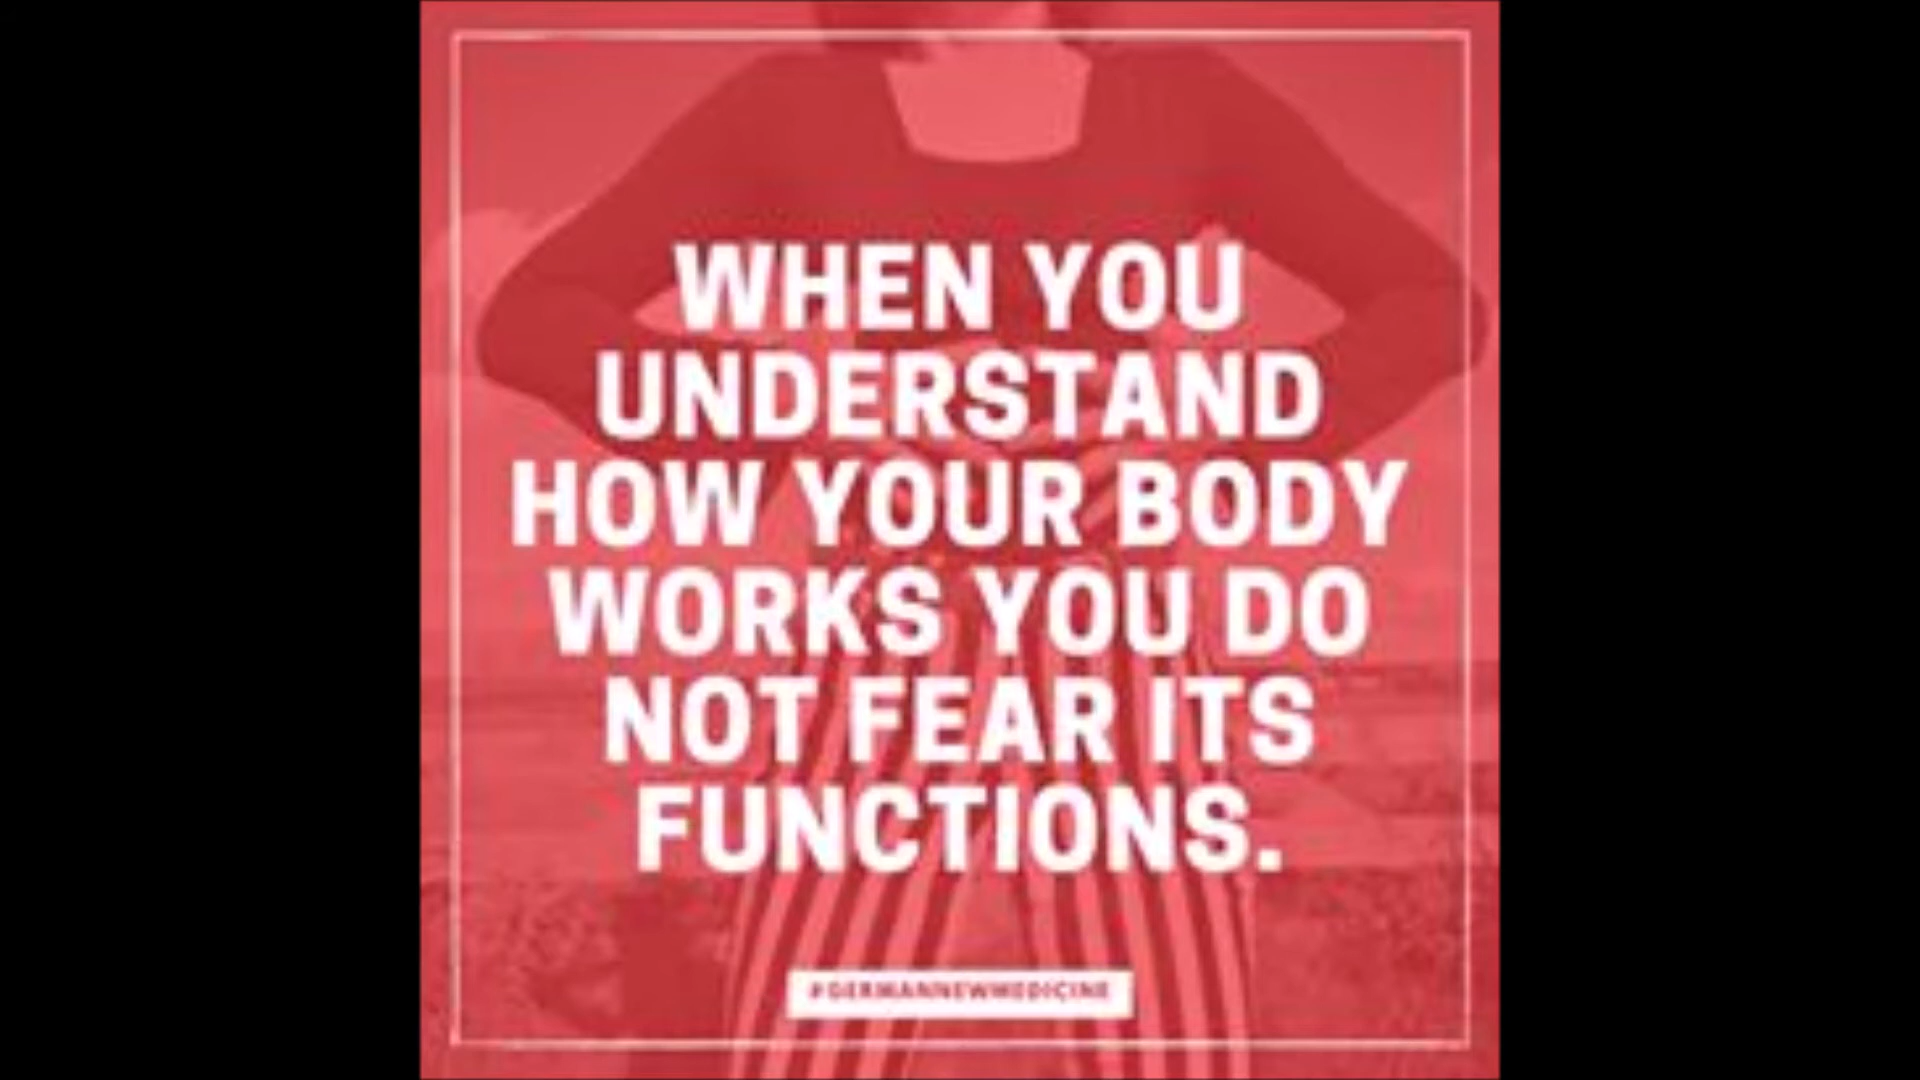 WHEN YOU
UNDERSTAND
HOW YOUR BODY
WORKS YOU DO
NOT FEAR ITS
FUNCTIONS.
#GERMANNEWMEDICINE